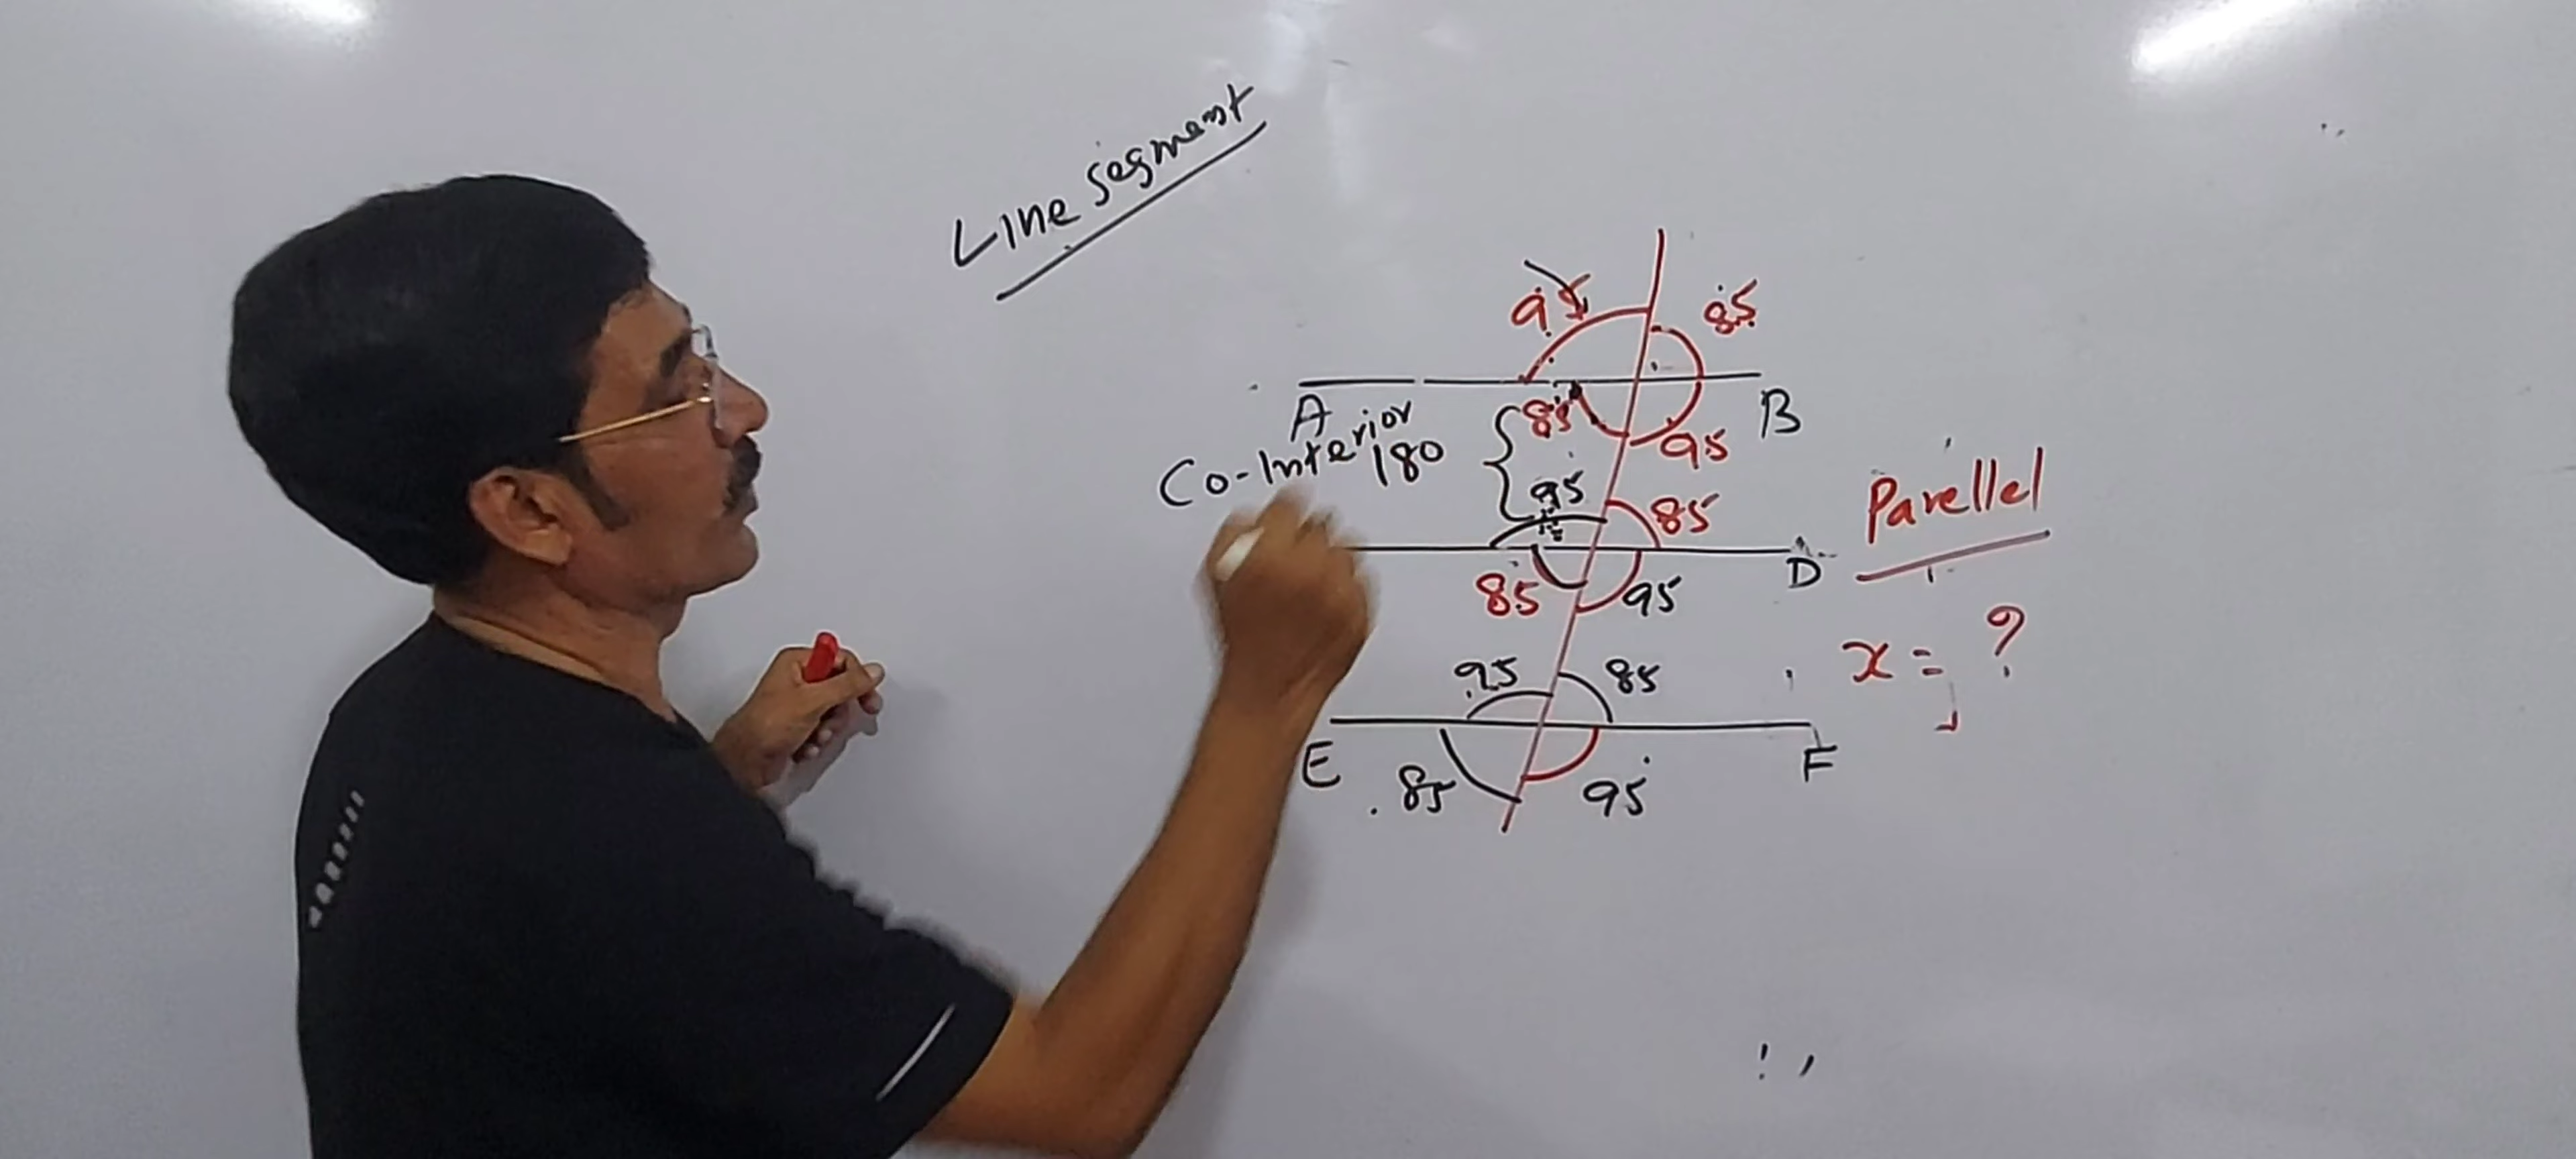 Line segment
95 85
A B
85 95
Co-Interior
180
95 85
D
85 95
Parellel
x = ?
95 85
E F
85 95